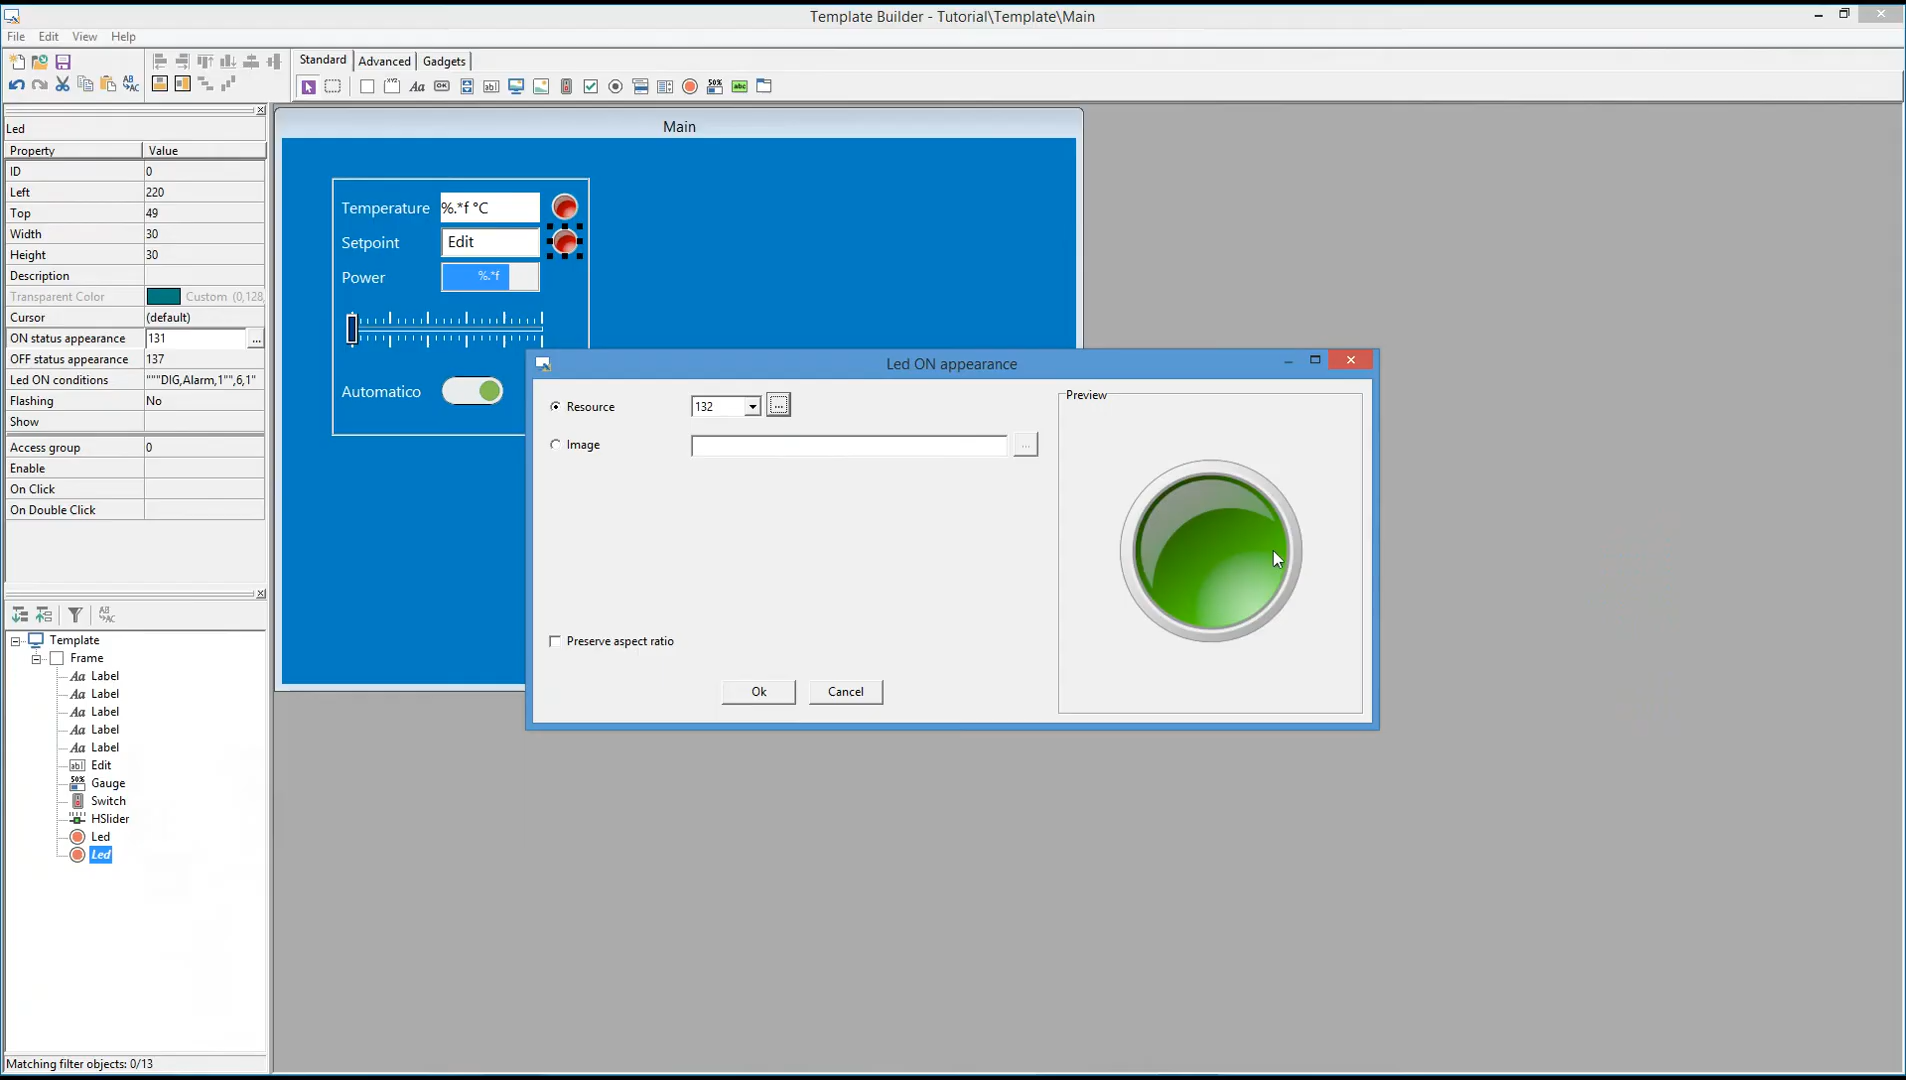 Template Builder - Tutorial\Template\Main
File Edit View Help
Standard Advanced Gadgets
Led
Property Value
ID 0
Left 220
Top 49
Width 30
Height 30
Description
Transparent Color Custom (0,128,
Cursor (default)
ON status appearance 131 ...
OFF status appearance 137
Led ON conditions """DIG,Alarm,1"",6,1"
Flashing No
Show
Access group 0
Enable
On Click
On Double Click
Main
Temperature %.*f °C
Setpoint Edit
Power %.*f
Automatico
Led ON appearance
Resource 132 ...
Image ...
Preserve aspect ratio
Ok Cancel
Preview
Template
Frame
Aa Label
Aa Label
Aa Label
Aa Label
Aa Label
Edit
Gauge
Switch
HSlider
Led
Led
Matching filter objects: 0/13